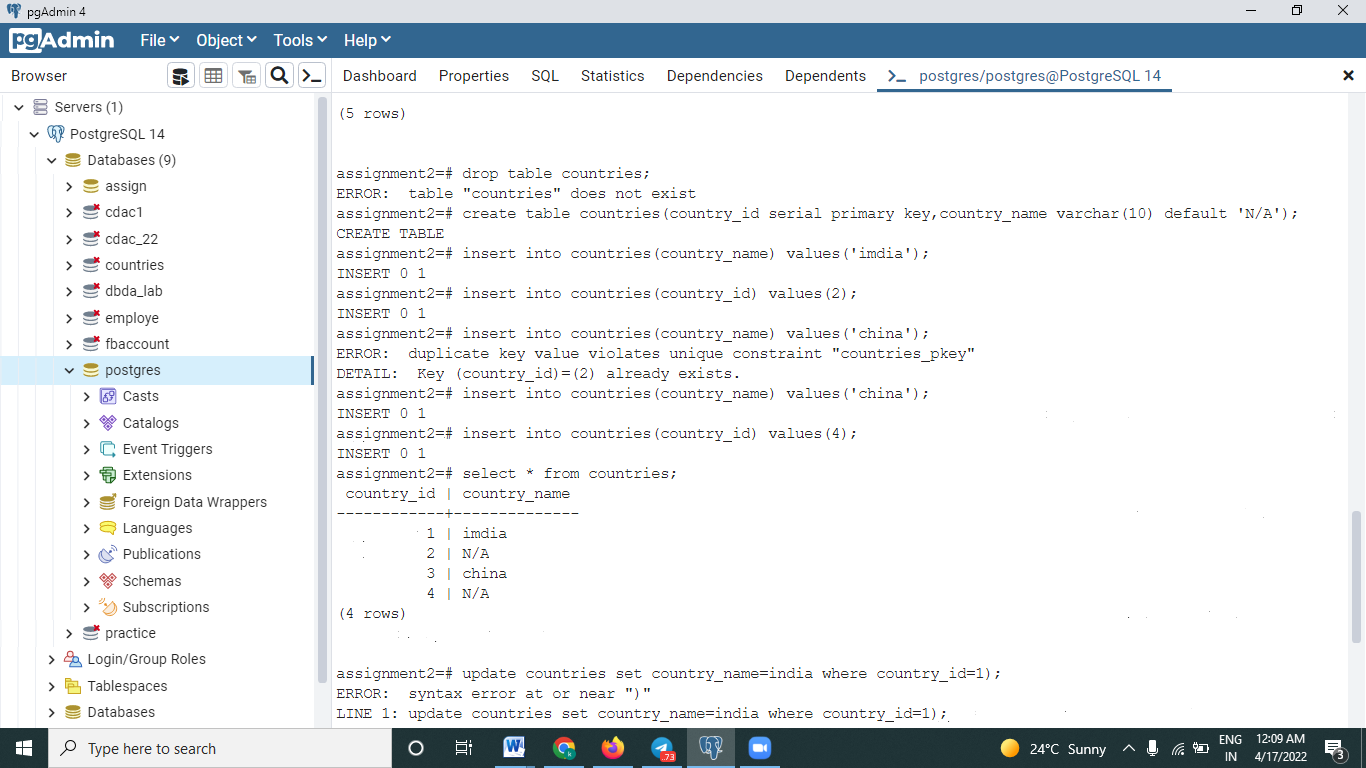 pgAdmin 4
pgAdmin File Object Tools Help
Browser
Dashboard Properties SQL Statistics Dependencies Dependents postgres/postgres@PostgreSQL 14
Servers (1)
PostgreSQL 14
Databases (9)
assign
cdac1
cdac_22
countries
dbda_lab
employe
fbaccount
postgres
Casts
Catalogs
Event Triggers
Extensions
Foreign Data Wrappers
Languages
Publications
Schemas
Subscriptions
practice
Login/Group Roles
Tablespaces
Databases
(5 rows)
assignment2=# drop table countries;
ERROR:  table "countries" does not exist
assignment2=# create table countries(country_id serial primary key,country_name varchar(10) default 'N/A');
CREATE TABLE
assignment2=# insert into countries(country_name) values('imdia');
INSERT 0 1
assignment2=# insert into countries(country_id) values(2);
INSERT 0 1
assignment2=# insert into countries(country_name) values('china');
ERROR:  duplicate key value violates unique constraint "countries_pkey"
DETAIL:  Key (country_id)=(2) already exists.
assignment2=# insert into countries(country_name) values('china');
INSERT 0 1
assignment2=# insert into countries(country_id) values(4);
INSERT 0 1
assignment2=# select * from countries;
 country_id | country_name
------------+--------------
          1 | imdia
          2 | N/A
          3 | china
          4 | N/A
(4 rows)
assignment2=# update countries set country_name=india where country_id=1);
ERROR:  syntax error at or near ")"
LINE 1: update countries set country_name=india where country_id=1);
Type here to search
73
24°C Sunny
ENG
IN
12:09 AM
4/17/2022
3